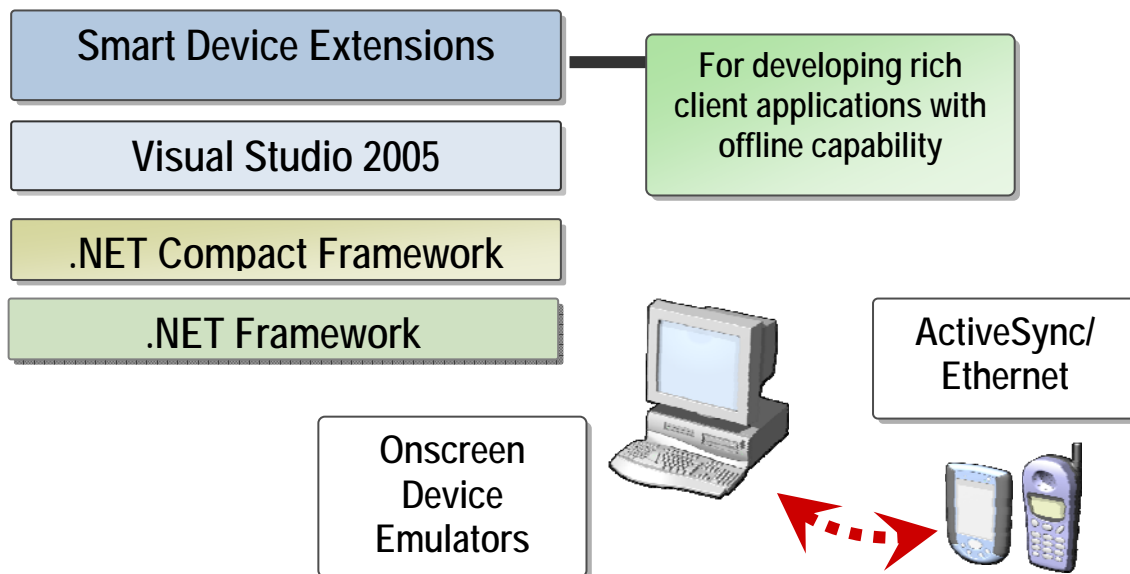 Smart Device Extensions
For developing rich
client applications with
offline capability
Visual Studio 2005
.NET Compact Framework
.NET Framework
ActiveSync/
Ethernet
Onscreen
Device
Emulators